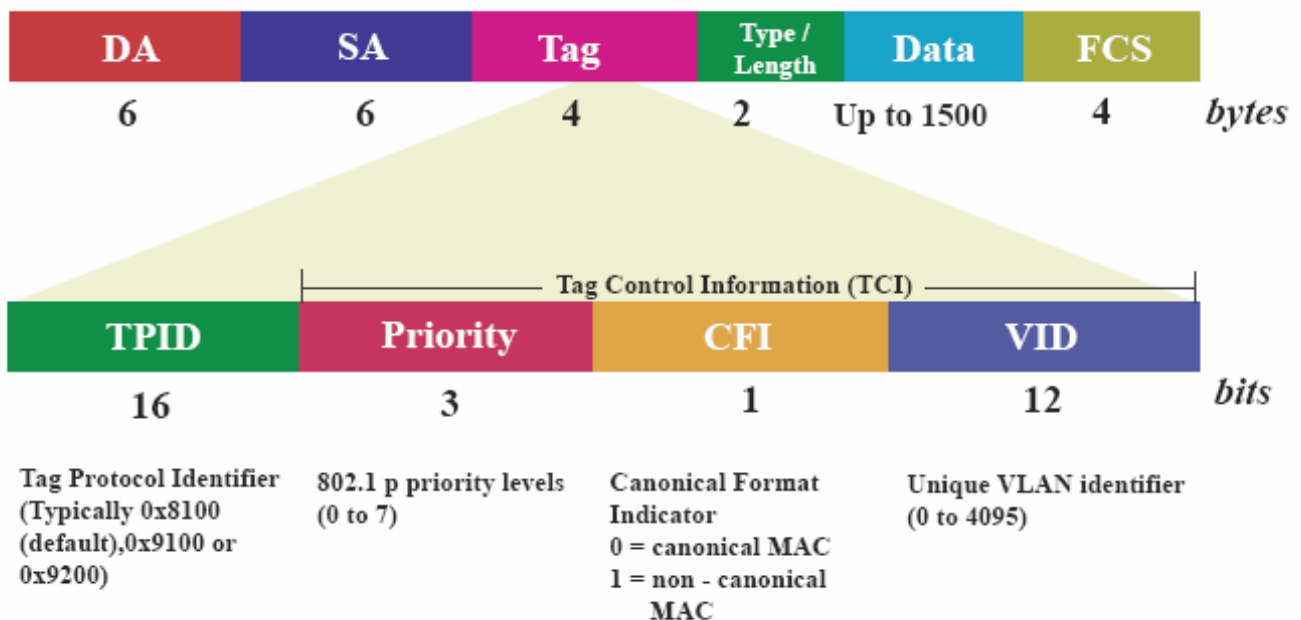 DA SA Tag Type / Length Data FCS
6 6 4 2 Up to 1500 4 bytes
Tag Control Information (TCI)
TPID Priority CFI VID
16 3 1 12 bits
Tag Protocol Identifier
(Typically 0x8100
(default),0x9100 or
0x9200)
802.1 p priority levels
(0 to 7)
Canonical Format
Indicator
0 = canonical MAC
1 = non - canonical
MAC
Unique VLAN identifier
(0 to 4095)